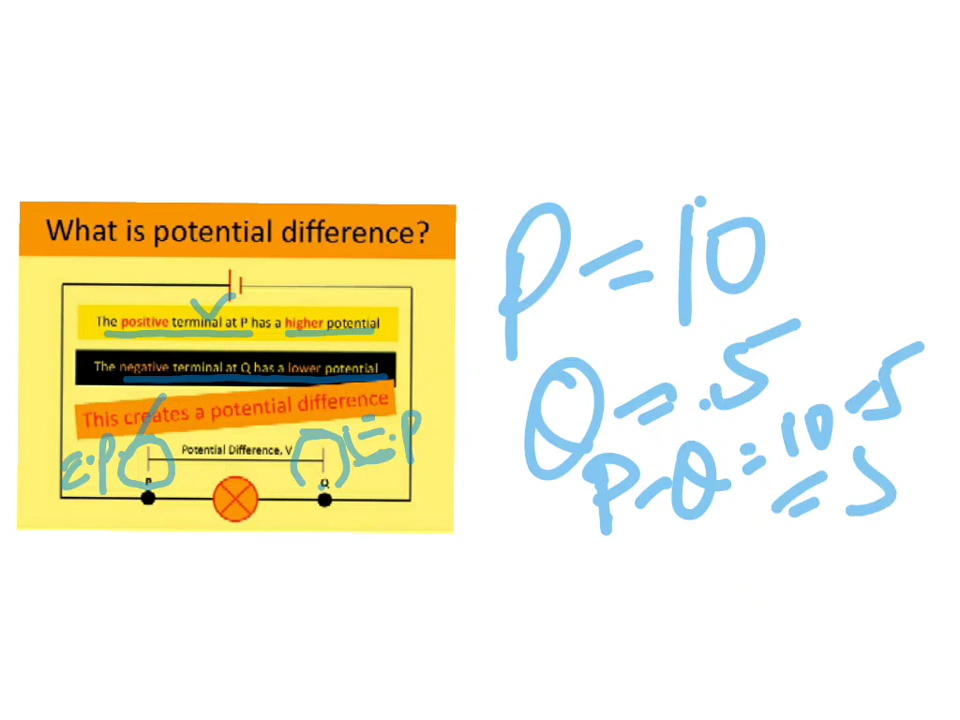 What is potential difference?
The positive terminal at P has a higher potential
The negative terminal at Q has a lower potential
This creates a potential difference
Potential Difference, V
P
Q
E.P
P = 10
Q = 5
P - Q = 10 - 5
= 5